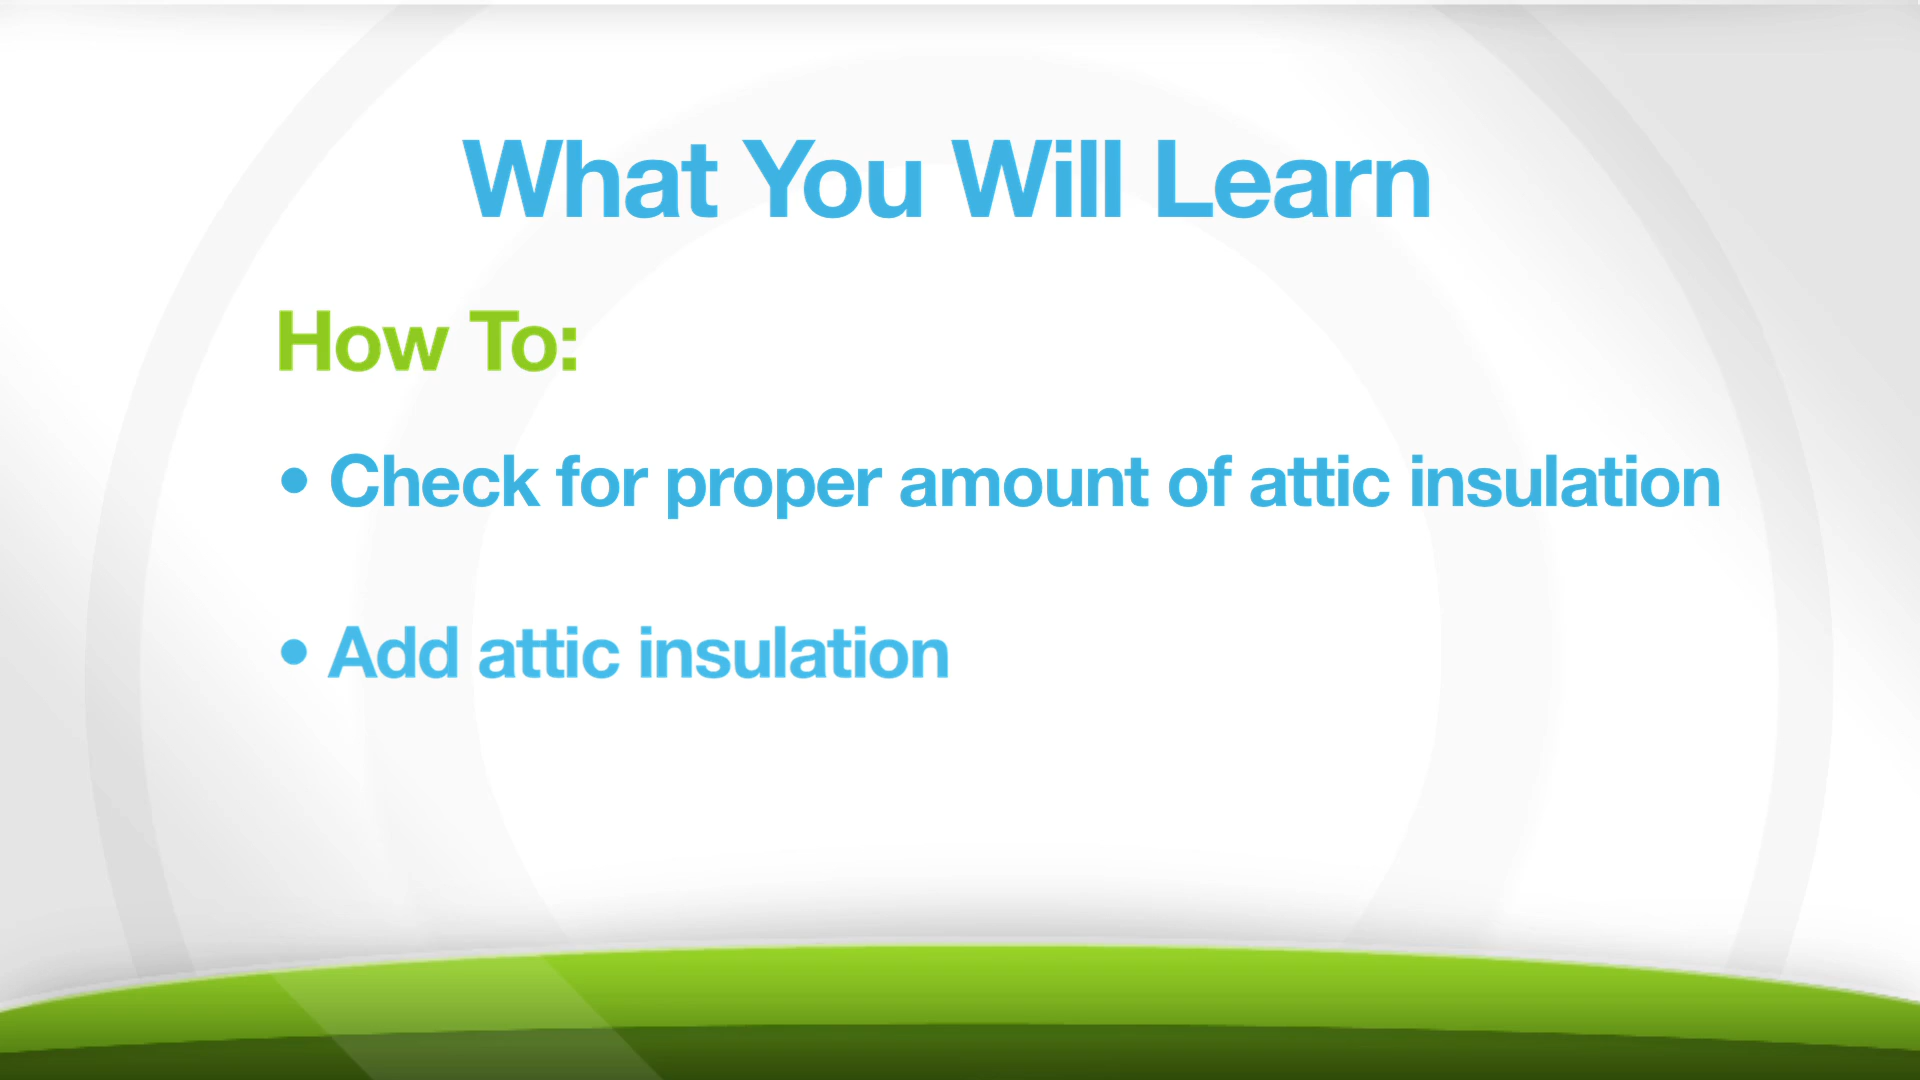 What You Will Learn
How To:
• Check for proper amount of attic insulation
• Add attic insulation